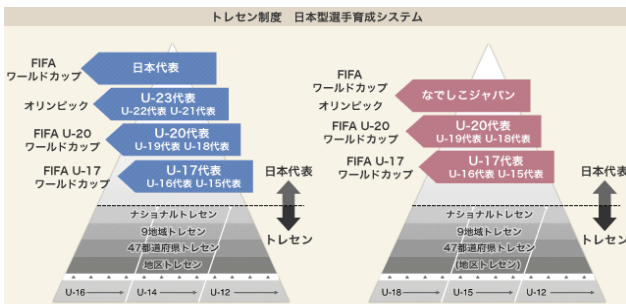 トレセン制度 日本型選手育成システム
FIFA
ワールドカップ
日本代表
オリンピック
U-23代表
U-22代表 U-21代表
FIFA U-20
ワールドカップ
U-20代表
U-19代表 U-18代表
FIFA U-17
ワールドカップ
U-17代表
U-16代表 U-15代表
日本代表
トレセン
ナショナルトレセン
9地域トレセン
47都道府県トレセン
地区トレセン
U-16
U-14
U-12
FIFA
ワールドカップ
オリンピック
なでしこジャパン
FIFA U-20
ワールドカップ
U-20代表
U-19代表 U-18代表
FIFA U-17
ワールドカップ
U-17代表
U-16代表 U-15代表
日本代表
トレセン
ナショナルトレセン
9地域トレセン
47都道府県トレセン
(地区トレセン)
U-18
U-15
U-12